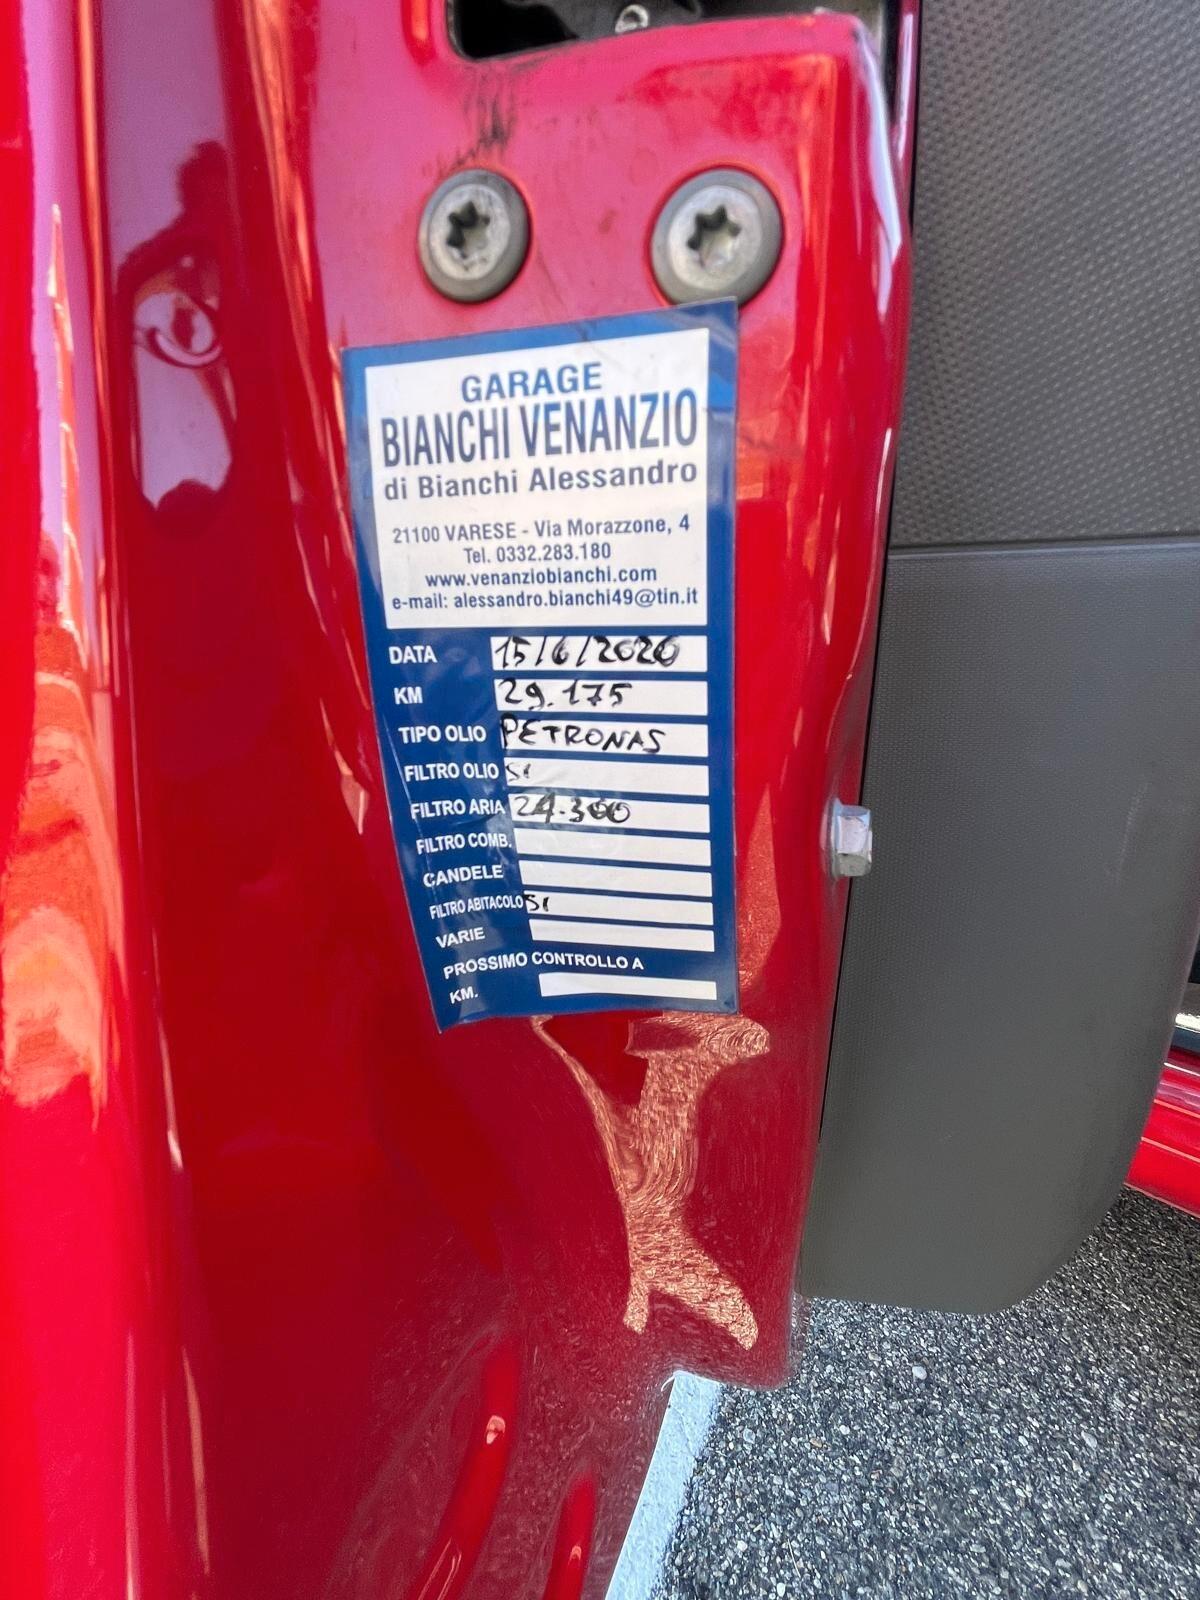 GARAGE
BIANCHI VENANZIO
di Bianchi Alessandro
21100 VARESE - Via Morazzone, 4
Tel. 0332.283.180
www.venanziobianchi.com
e-mail: alessandro.bianchi49@tin.it
DATA 15/6/2020
KM 29.175
TIPO OLIO PETRONAS
FILTRO OLIO SI
FILTRO ARIA 24.300
FILTRO COMB.
CANDELE
FILTRO ABITACOLO SI
VARIE
PROSSIMO CONTROLLO A
KM.